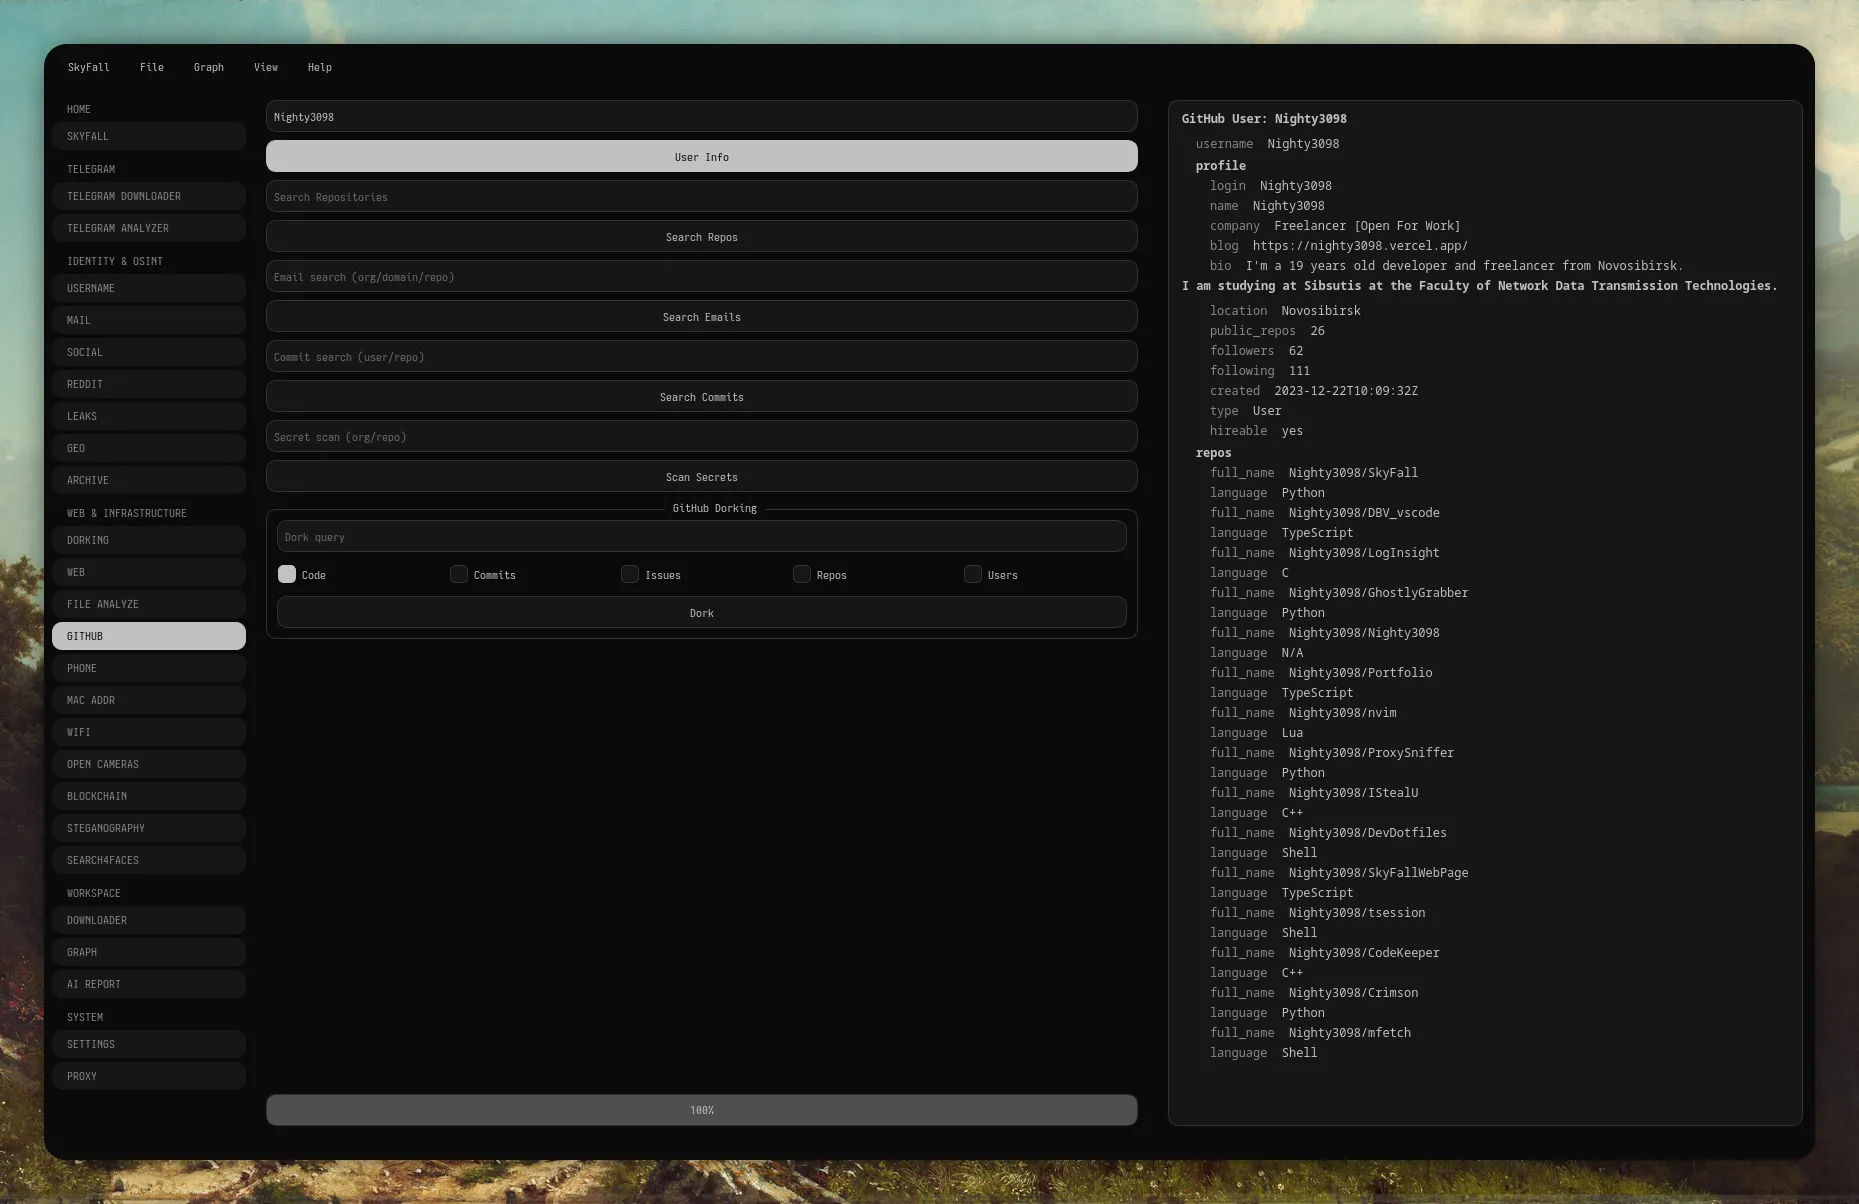 SkyFall File Graph View Help
HOME
SKYFALL
TELEGRAM
TELEGRAM DOWNLOADER
TELEGRAM ANALYZER
IDENTITY & OSINT
USERNAME
MAIL
SOCIAL
REDDIT
LEAKS
GEO
ARCHIVE
WEB & INFRASTRUCTURE
DORKING
WEB
FILE ANALYZE
GITHUB
PHONE
MAC ADDR
WIFI
OPEN CAMERAS
BLOCKCHAIN
STEGANOGRAPHY
SEARCH4FACES
WORKSPACE
DOWNLOADER
GRAPH
AI REPORT
SYSTEM
SETTINGS
PROXY
Nighty3098
User Info
Search Repositories
Search Repos
Email search (org/domain/repo)
Search Emails
Commit search (user/repo)
Search Commits
Secret scan (org/repo)
Scan Secrets
GitHub Dorking
Dork query
Code Commits Issues Repos Users
Dork
100%
GitHub User: Nighty3098
username Nighty3098
profile
login Nighty3098
name Nighty3098
company Freelancer [Open For Work]
blog https://nighty3098.vercel.app/
bio I'm a 19 years old developer and freelancer from Novosibirsk.
I am studying at Sibsutis at the Faculty of Network Data Transmission Technologies.
location Novosibirsk
public_repos 26
followers 62
following 111
created 2023-12-22T10:09:32Z
type User
hireable yes
repos
full_name Nighty3098/SkyFall
language Python
full_name Nighty3098/DBV_vscode
language TypeScript
full_name Nighty3098/LogInsight
language C
full_name Nighty3098/GhostlyGrabber
language Python
full_name Nighty3098/Nighty3098
language N/A
full_name Nighty3098/Portfolio
language TypeScript
full_name Nighty3098/nvim
language Lua
full_name Nighty3098/ProxySniffer
language Python
full_name Nighty3098/IStealU
language C++
full_name Nighty3098/DevDotfiles
language Shell
full_name Nighty3098/SkyFallWebPage
language TypeScript
full_name Nighty3098/tsession
language Shell
full_name Nighty3098/CodeKeeper
language C++
full_name Nighty3098/Crimson
language Python
full_name Nighty3098/mfetch
language Shell